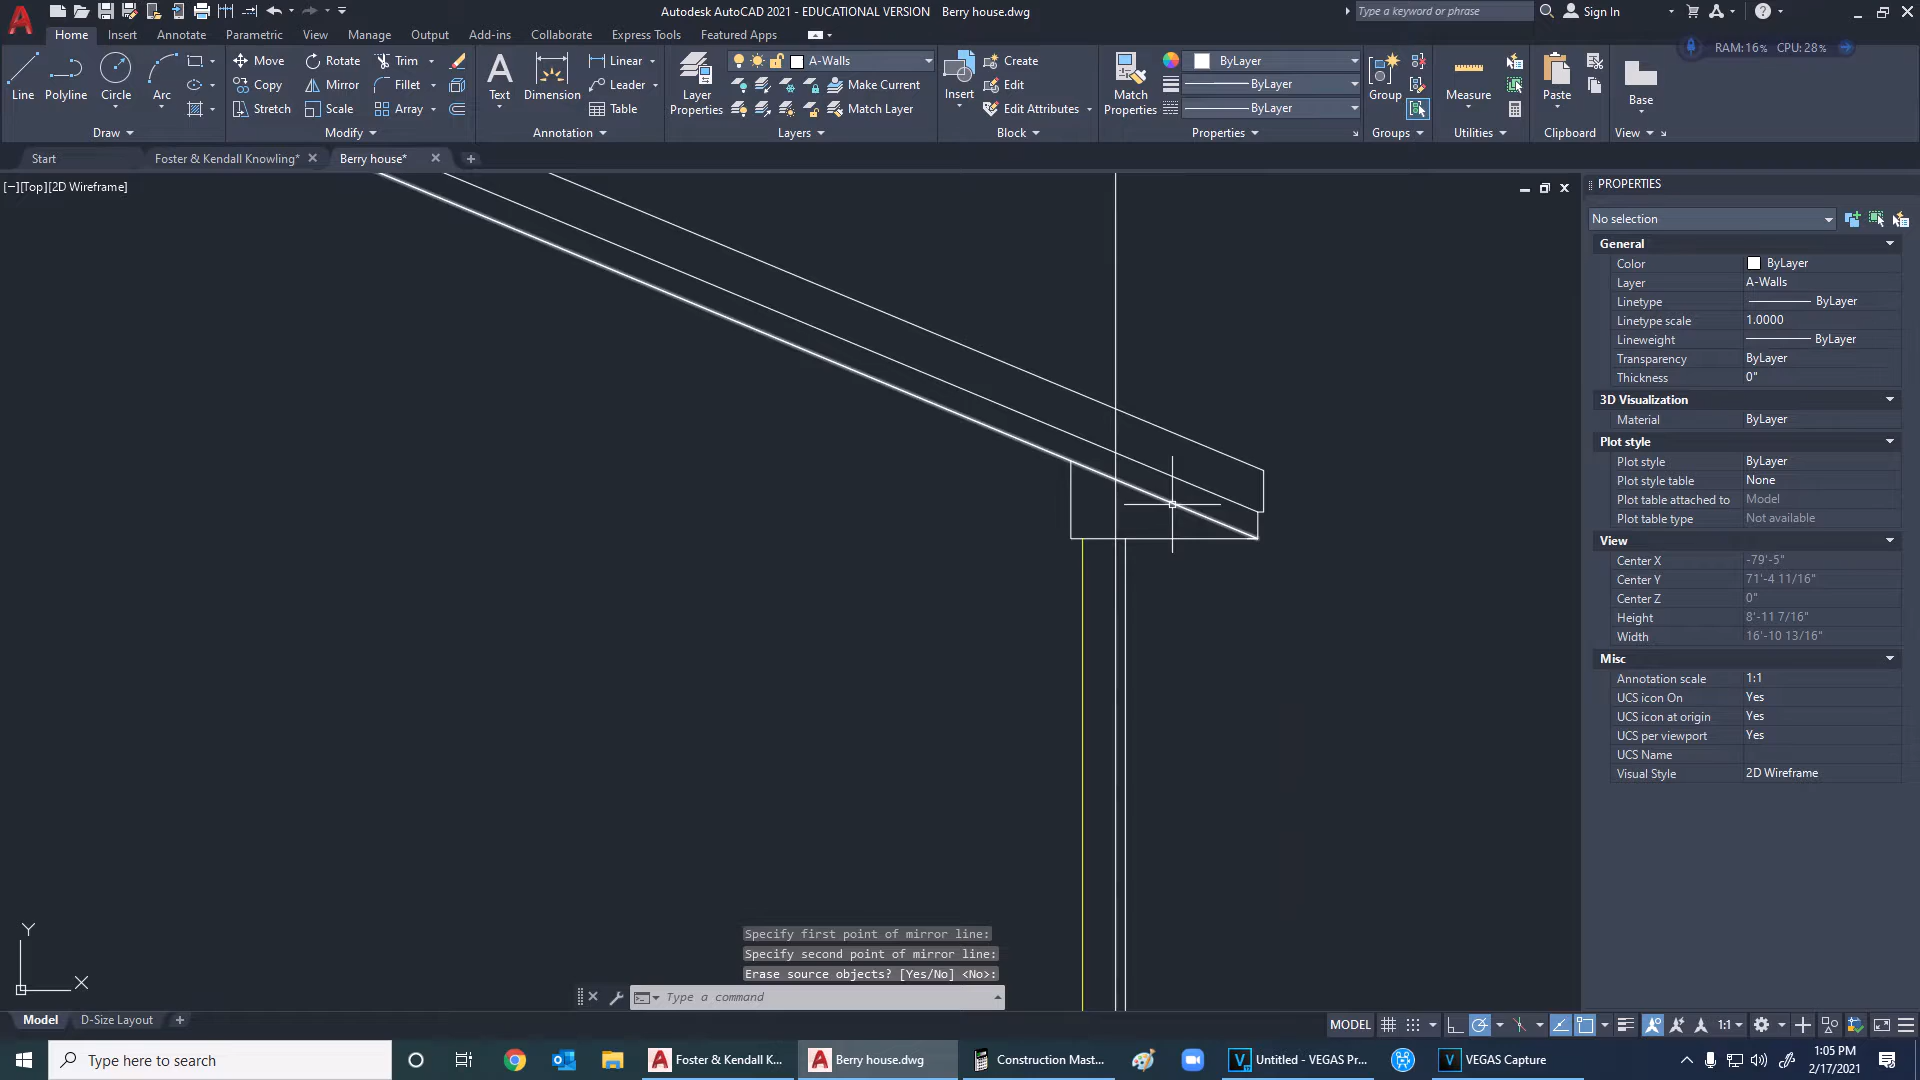 Autodesk AutoCAD 2021 - EDUCATIONAL VERSION Berry house.dwg
Type a keyword or phrase
Sign In
Home Insert Annotate Parametric View Manage Output Add-ins Collaborate Express Tools Featured Apps
RAM:16% CPU:28%
Line Polyline Circle Arc
Move Rotate Trim
Copy Mirror Fillet
Stretch Scale Array
Text Dimension
Linear
Leader
Table
Layer Properties
A-Walls
Make Current
Match Layer
Insert
Create
Edit
Edit Attributes
Match Properties
ByLayer
ByLayer
ByLayer
Group
Measure
Paste
Base
Draw Modify Annotation Layers Block Properties Groups Utilities Clipboard View
Start Foster & Kendall Knowling* Berry house*
[−][Top][2D Wireframe]
PROPERTIES
No selection
General
Color ByLayer
Layer A-Walls
Linetype ByLayer
Linetype scale 1.0000
Lineweight ByLayer
Transparency ByLayer
Thickness 0"
3D Visualization
Material ByLayer
Plot style
Plot style ByLayer
Plot style table None
Plot table attached to Model
Plot table type Not available
View
Center X -79'-5"
Center Y 71'-4 11/16"
Center Z 0"
Height 8'-11 7/16"
Width 16'-10 13/16"
Misc
Annotation scale 1:1
UCS icon On Yes
UCS icon at origin Yes
UCS per viewport Yes
UCS Name
Visual Style 2D Wireframe
Y
X
Specify first point of mirror line:
Specify second point of mirror line:
Erase source objects? [Yes/No] <No>:
Type a command
Model D-Size Layout
MODEL 1:1
Type here to search
Foster & Kendall K...
Berry house.dwg
Construction Mast...
Untitled - VEGAS Pr...
VEGAS Capture
1:05 PM
2/17/2021